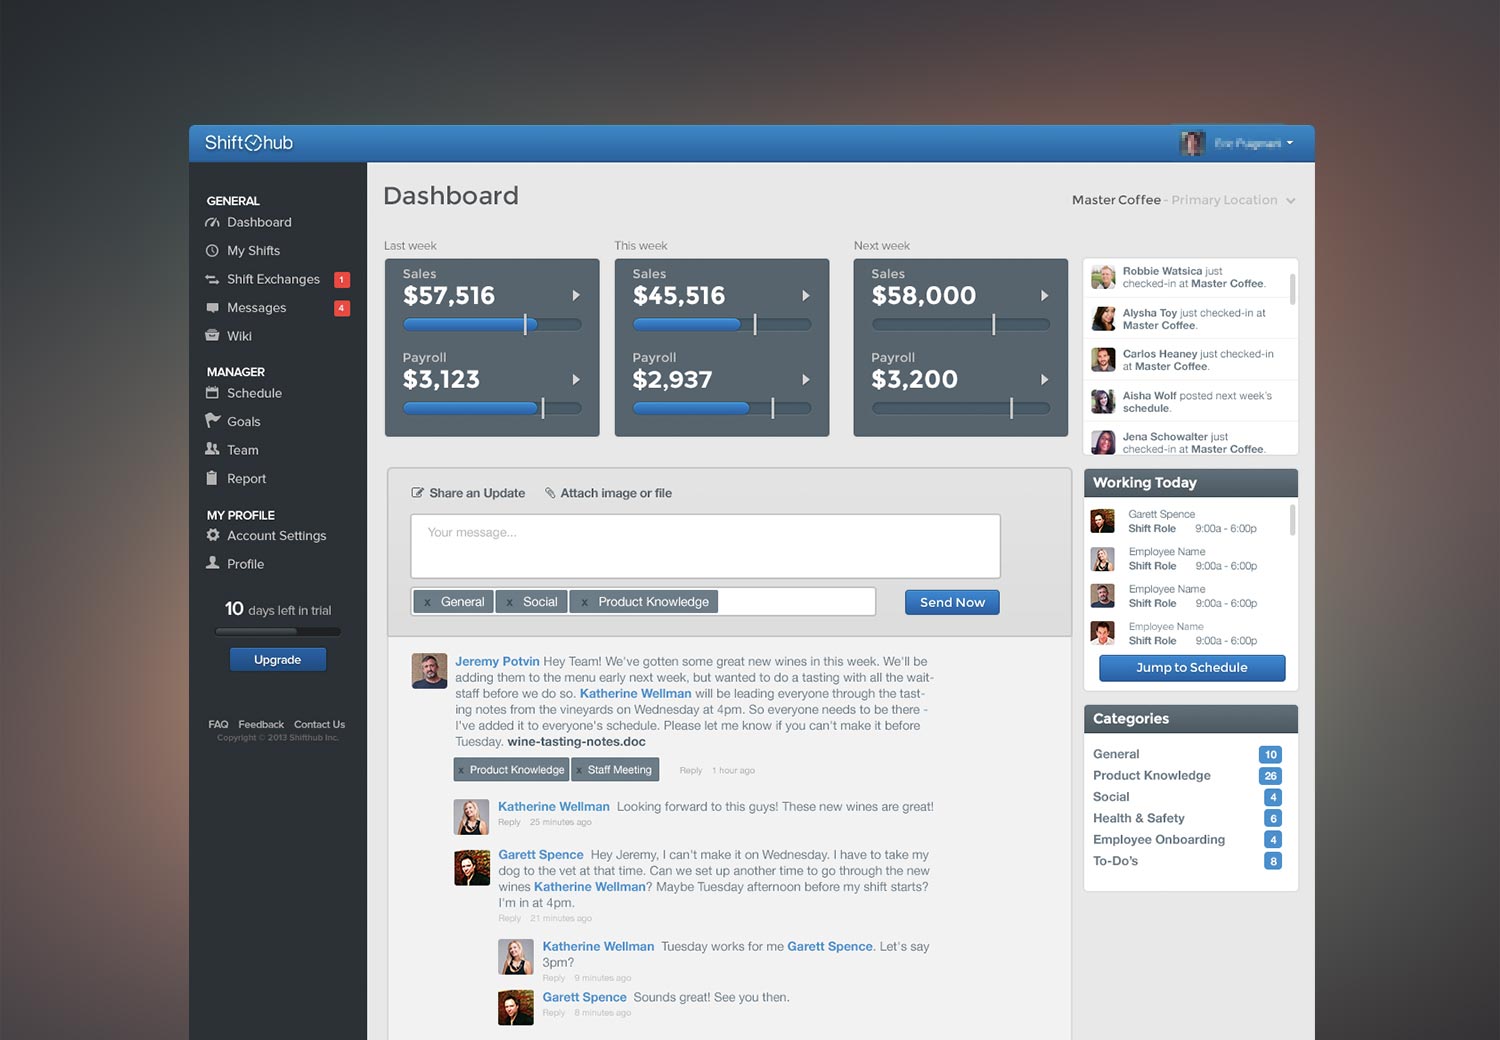 Shift hub
GENERAL
Dashboard
My Shifts
Shift Exchanges 1
Messages 4
Wiki
MANAGER
Schedule
Goals
Team
Report
MY PROFILE
Account Settings
Profile
10 days left in trial
Upgrade
FAQ Feedback Contact Us
Copyright © 2013 Shifthub Inc.
Dashboard
Master Coffee - Primary Location
Last week
Sales
$57,516
Payroll
$3,123
This week
Sales
$45,516
Payroll
$2,937
Next week
Sales
$58,000
Payroll
$3,200
Robbie Watsica just
checked-in at Master Coffee.
Alysha Toy just checked-in at
Master Coffee.
Carlos Heaney just checked-in
at Master Coffee.
Aisha Wolf posted next week's
schedule.
Jena Schowalter just
checked-in at Master Coffee.
Share an Update Attach image or file
Your message...
x General x Social x Product Knowledge
Send Now
Jeremy Potvin Hey Team! We've gotten some great new wines in this week. We'll be
adding them to the menu early next week, but wanted to do a tasting with all the wait-
staff before we do so. Katherine Wellman will be leading everyone through the tast-
ing notes from the vineyards on Wednesday at 4pm. So everyone needs to be there -
I've added it to everyone's schedule. Please let me know if you can't make it before
Tuesday. wine-tasting-notes.doc
x Product Knowledge x Staff Meeting Reply 1 hour ago
Katherine Wellman Looking forward to this guys! These new wines are great!
Reply 25 minutes ago
Garett Spence Hey Jeremy, I can't make it on Wednesday. I have to take my
dog to the vet at that time. Can we set up another time to go through the new
wines Katherine Wellman? Maybe Tuesday afternoon before my shift starts?
I'm in at 4pm.
Reply 21 minutes ago
Katherine Wellman Tuesday works for me Garett Spence. Let's say
3pm?
Reply 9 minutes ago
Garett Spence Sounds great! See you then.
Reply 8 minutes ago
Working Today
Garett Spence
Shift Role 9:00a - 6:00p
Employee Name
Shift Role 9:00a - 6:00p
Employee Name
Shift Role 9:00a - 6:00p
Employee Name
Shift Role 9:00a - 6:00p
Jump to Schedule
Categories
General 10
Product Knowledge 26
Social 4
Health & Safety 6
Employee Onboarding 4
To-Do's 8